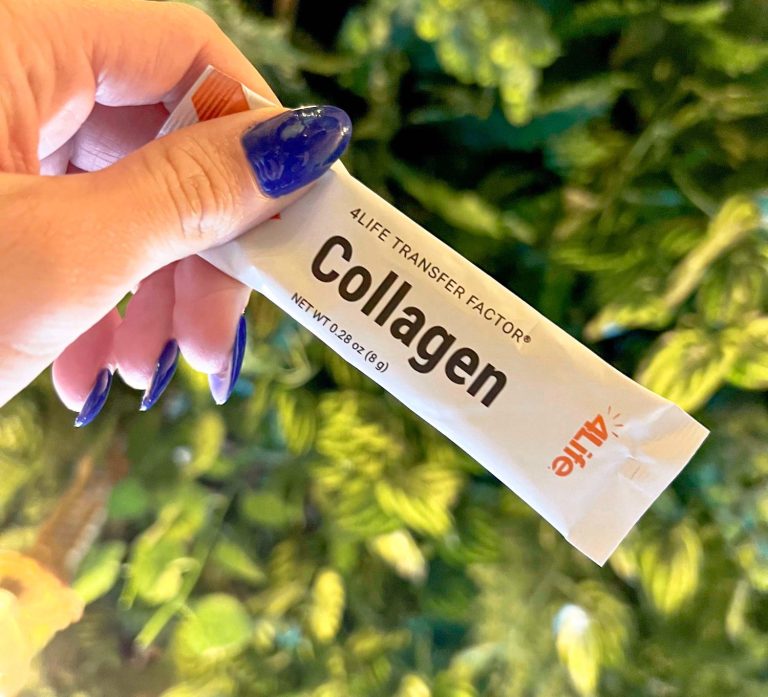 4LIFE TRANSFER FACTOR®
Collagen
NET WT 0.28 oz (8 g)
4Life